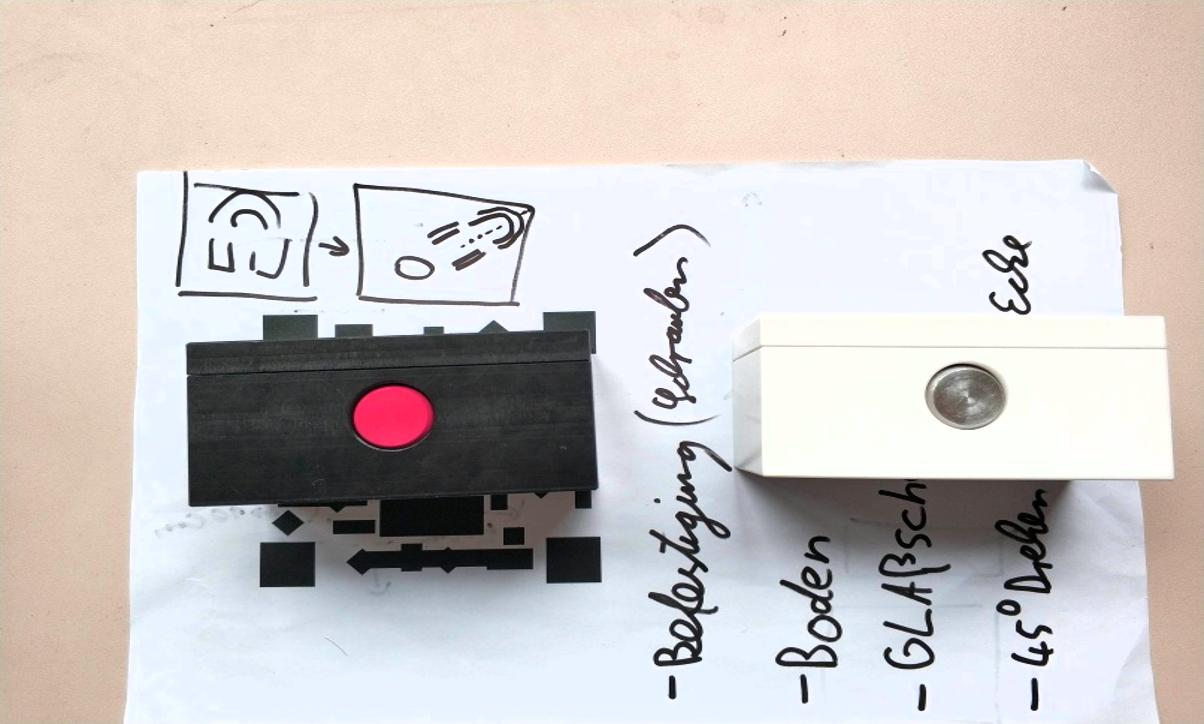 - Befestigung (Schrauben)
- Boden
- GLAßsch
- 45° Drehen Ecke